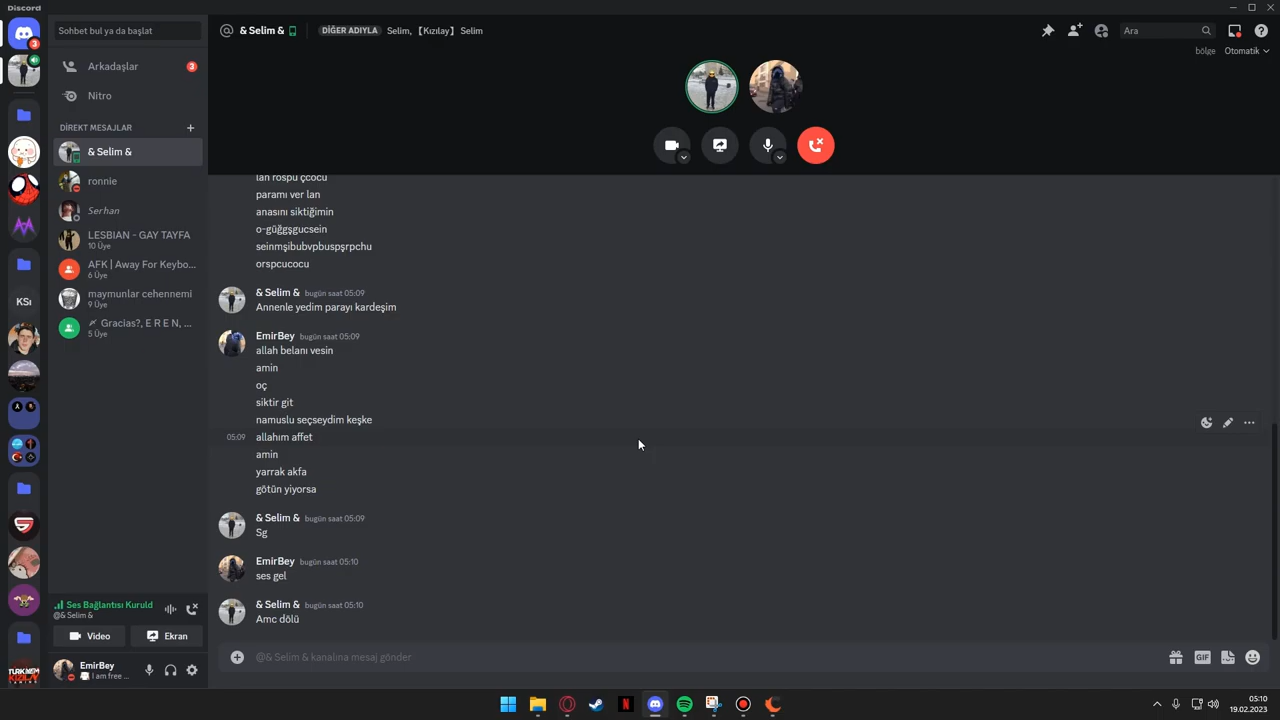 Discord
Sohbet bul ya da başlat
Arkadaşlar
3
Nitro
DİREKT MESAJLAR
& Selim &
ronnie
Serhan
LESBIAN - GAY TAYFA
10 Üye
AFK | Away For Keybo...
6 Üye
maymunlar cehennemi
9 Üye
Gracias?, E R E N, ...
5 Üye
3
KSı
Ses Bağlantısı Kuruld
@& Selim &
Video
Ekran
EmirBey
I am free ...
& Selim &
DİĞER ADIYLA
Selim, 【Kızılay】 Selim
Ara
bölge
Otomatik
lan rospu çcocu
paramı ver lan
anasını siktiğimin
o-güğgşgucsein
seinmşibubvpbuspşrpchu
orspcucocu
& Selim & bugün saat 05:09
Annenle yedim parayı kardeşim
EmirBey bugün saat 05:09
allah belanı vesin
amin
oç
siktir git
namuslu seçseydim keşke
05:09 allahım affet
amin
yarrak akfa
götün yiyorsa
& Selim & bugün saat 05:09
Sg
EmirBey bugün saat 05:10
ses gel
& Selim & bugün saat 05:10
Amc dölü
@& Selim & kanalına mesaj gönder
GIF
05:10
19.02.2023